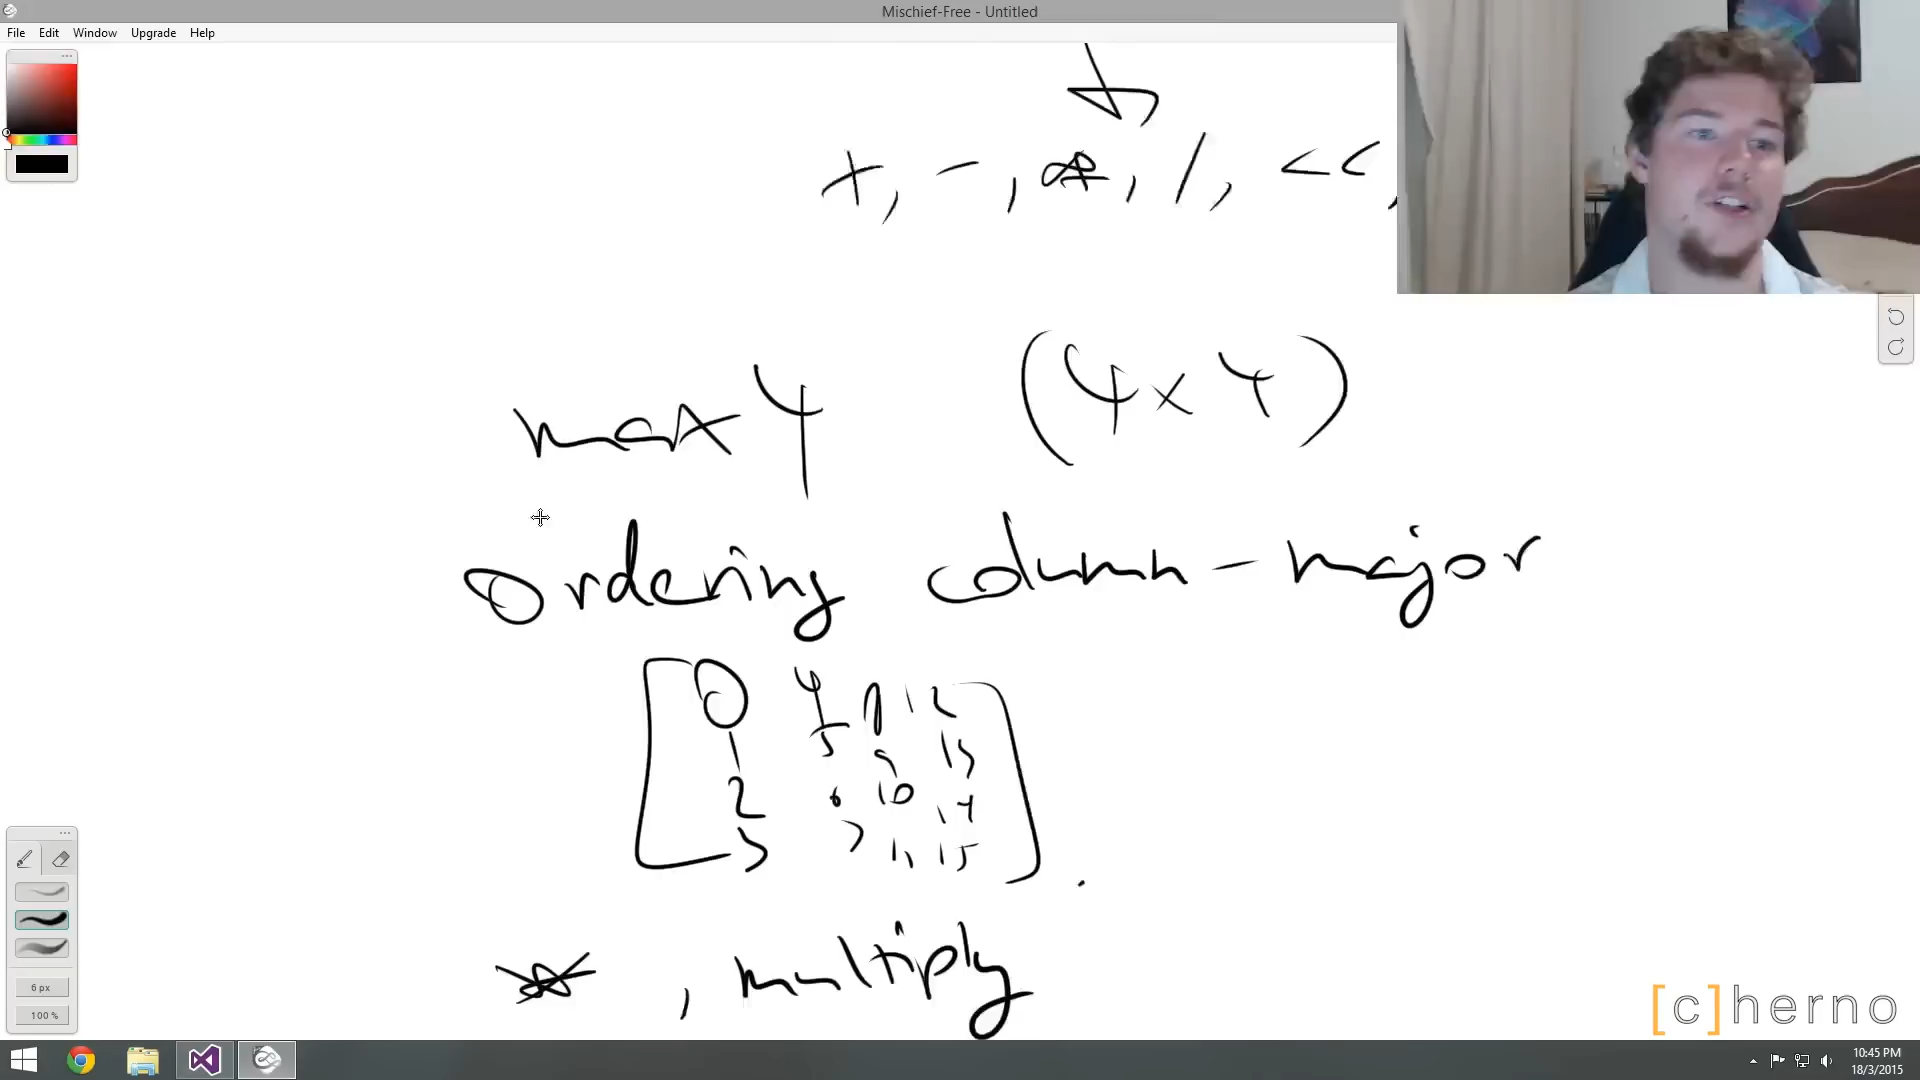 Mischief-Free - Untitled
File Edit Window Upgrade Help
+, -, *, /, <<,
mat4 (4x4)
Ordering column-major
0 4 8 12
1 5 9 13
2 6 10 14
3 7 11 15
*, multiply
6 px
100 %
[c]herno
10:45 PM
18/3/2015